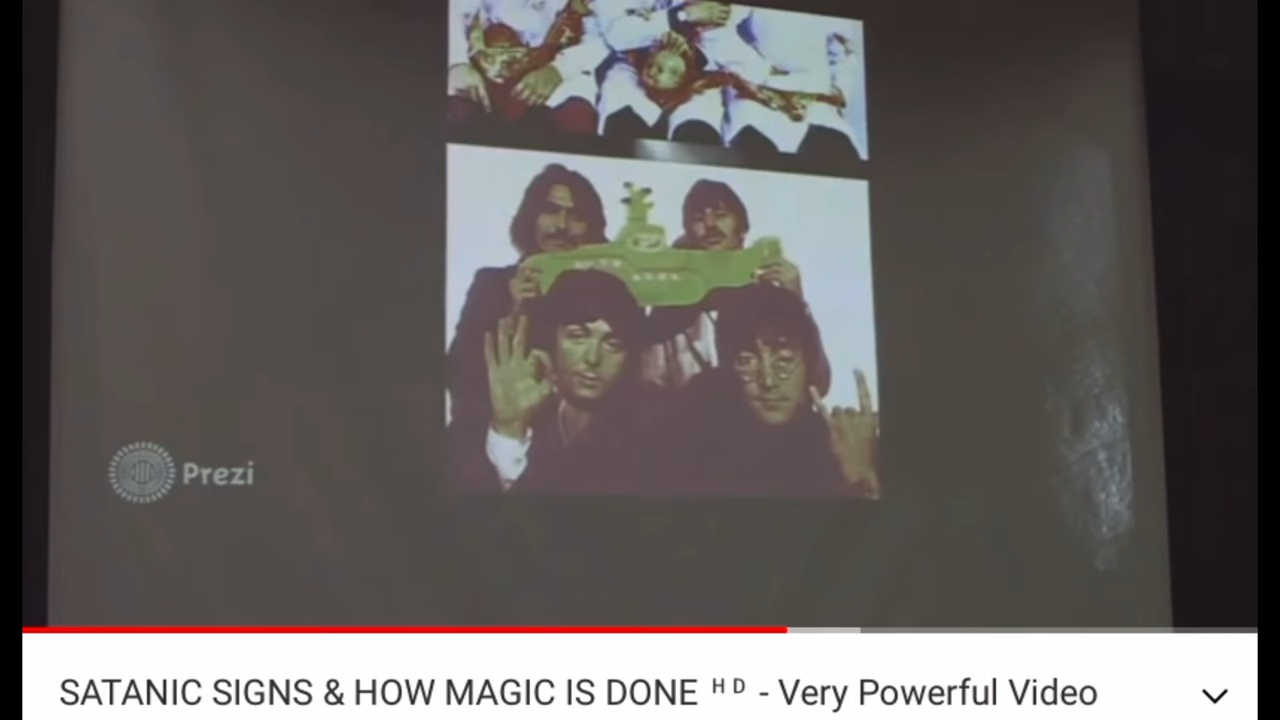 Prezi
SATANIC SIGNS & HOW MAGIC IS DONE ᴴᴰ - Very Powerful Video